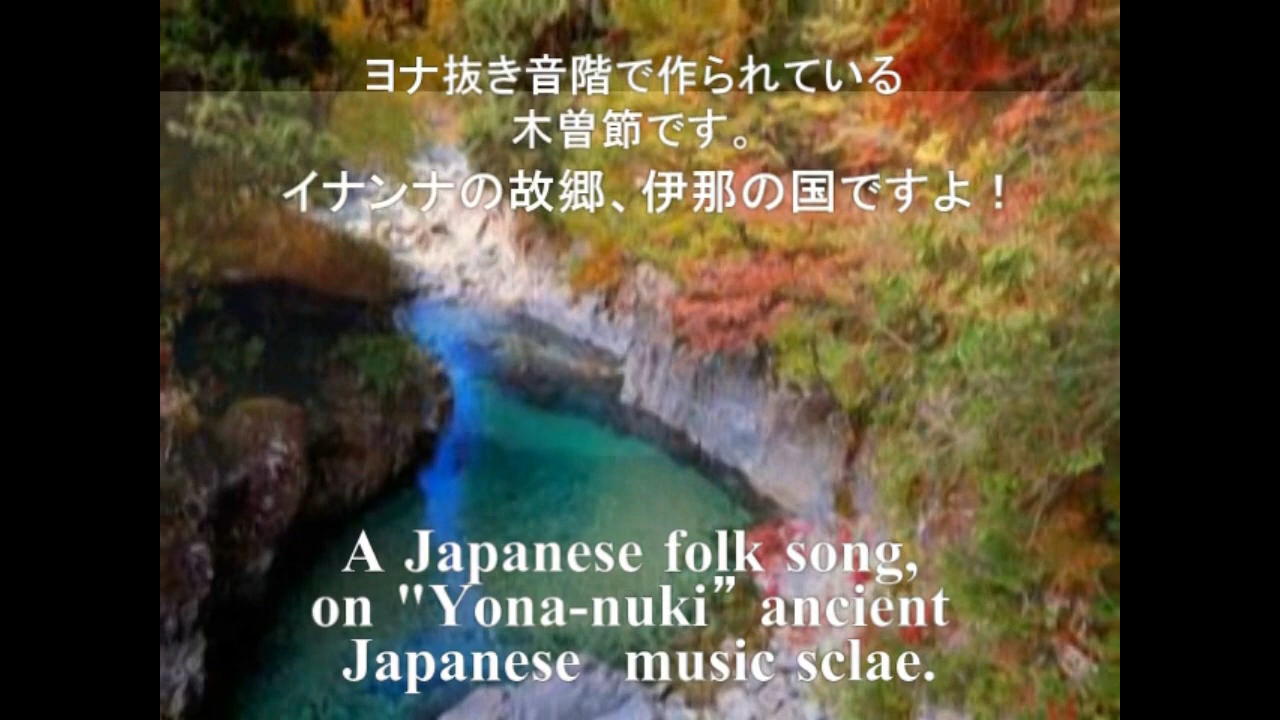 ヨナ抜き音階で作られている
木曽節です。
イナンナの故郷、伊那の国ですよ！
A Japanese folk song,
on "Yona-nuki” ancient
Japanese music sclae.